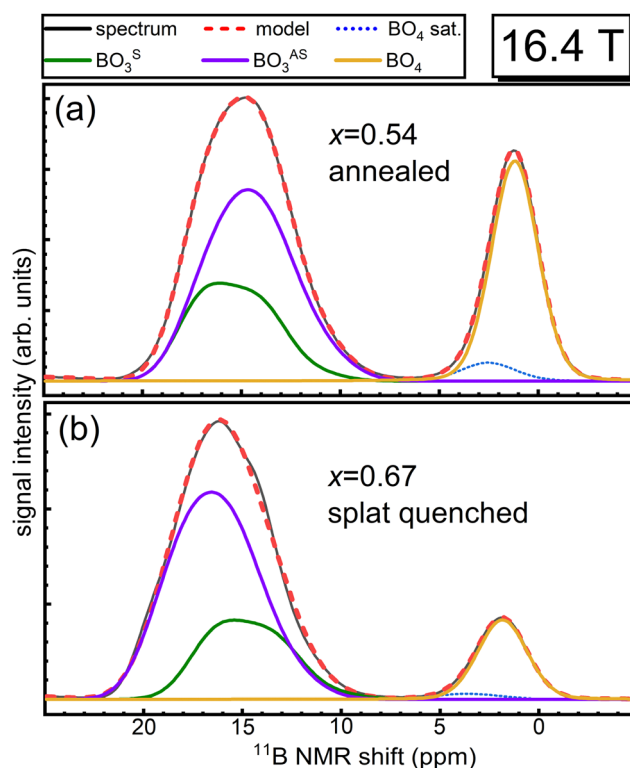 spectrum model BO₄ sat.
BO₃ˢ BO₃ᴬˢ BO₄
16.4 T
(a)
x=0.54
annealed
(b)
x=0.67
splat quenched
signal intensity (arb. units)
20 15 10 5 0
¹¹B NMR shift (ppm)